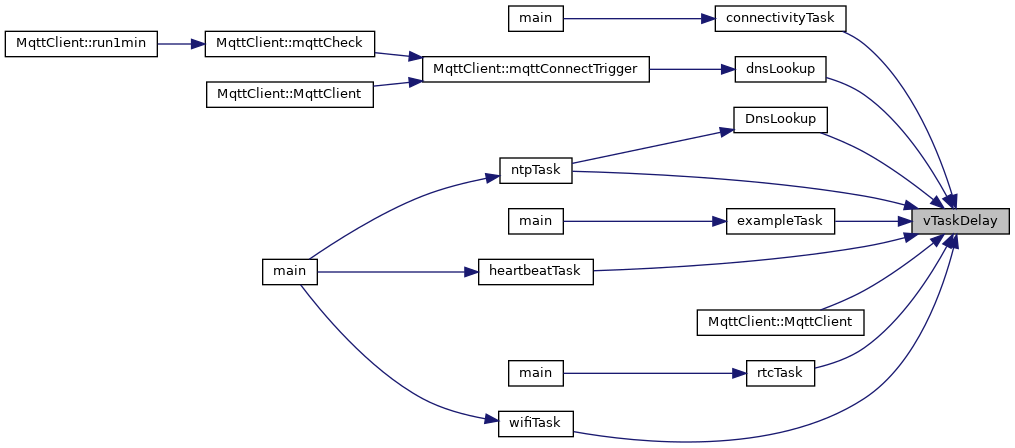 main
connectivityTask
MqttClient::run1min
MqttClient::mqttCheck
MqttClient::mqttConnectTrigger
dnsLookup
MqttClient::MqttClient
DnsLookup
ntpTask
main
exampleTask
vTaskDelay
main
heartbeatTask
MqttClient::MqttClient
main
rtcTask
wifiTask